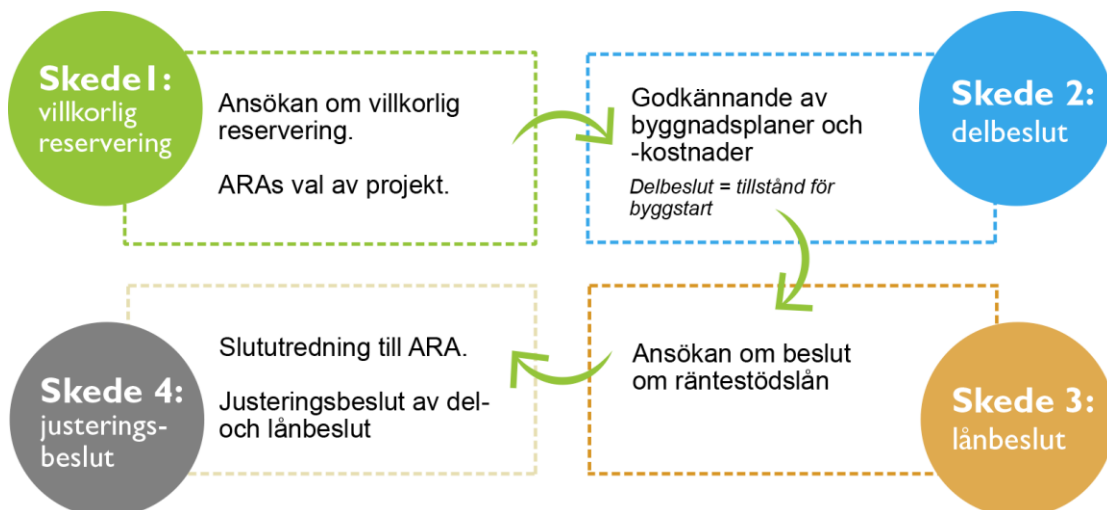 Skede 1:
villkorlig
reservering
Ansökan om villkorlig
reservering.
ARAs val av projekt.
Godkännande av
byggnadsplaner och
-kostnader
Delbeslut = tillstånd för
byggstart
Skede 2:
delbeslut
Skede 4:
justerings-
beslut
Slututredning till ARA.
Justeringsbeslut av del-
och lånbeslut
Ansökan om beslut
om räntestödslån
Skede 3:
lånbeslut